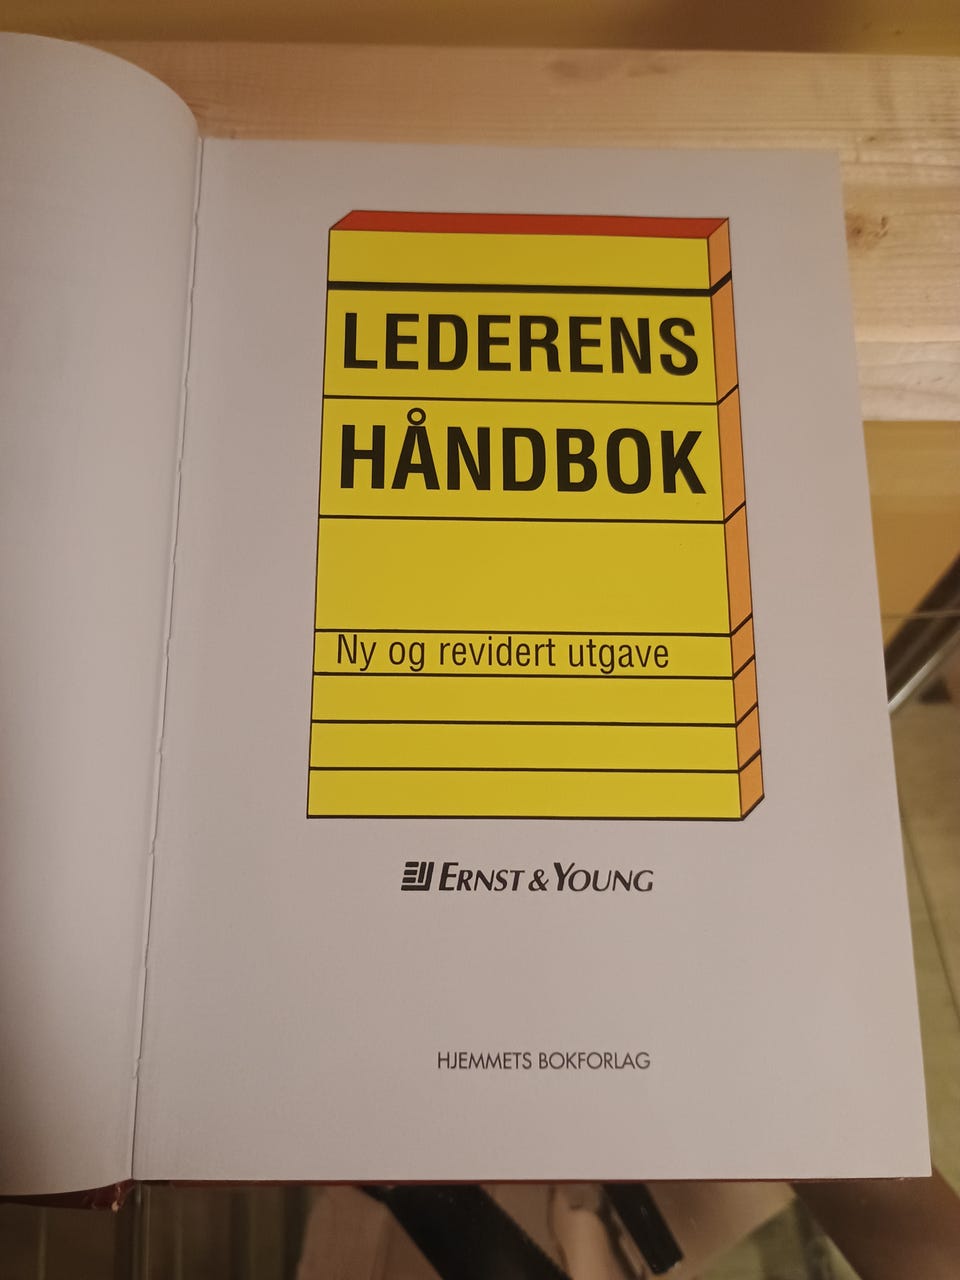 LEDERENS
HÅNDBOK
Ny og revidert utgave
ERNST & YOUNG
HJEMMETS BOKFORLAG